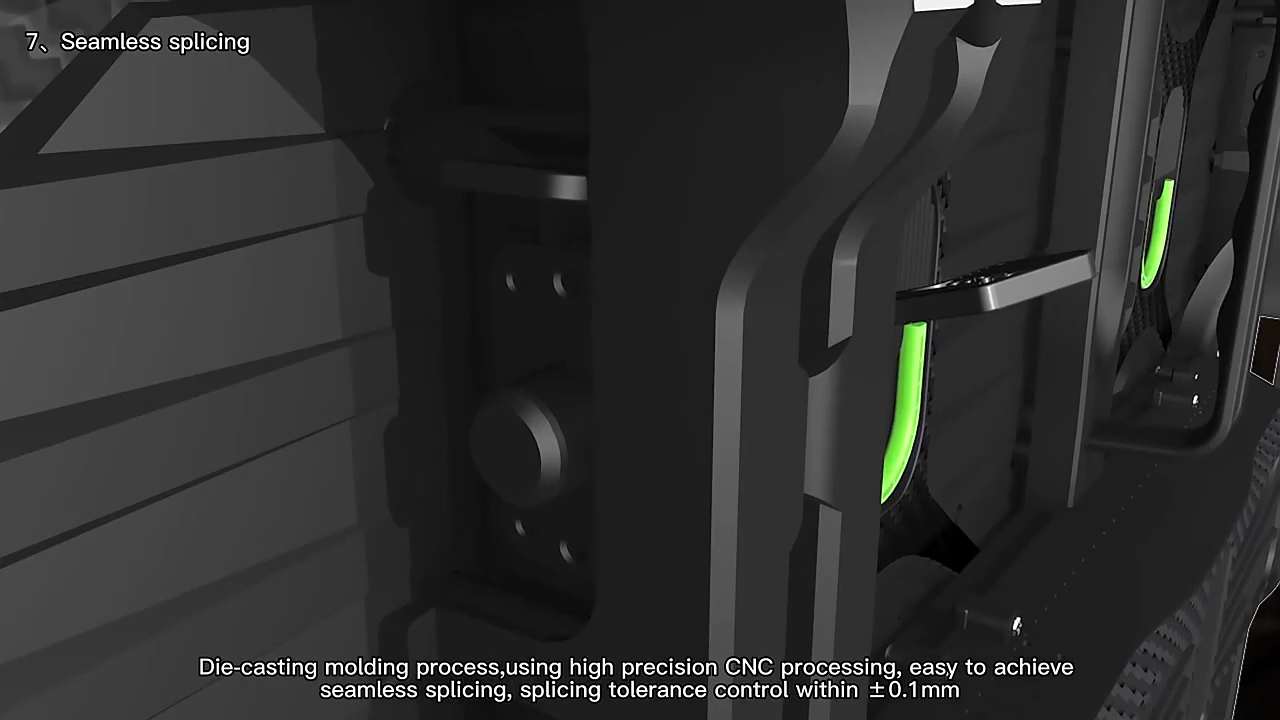 7、Seamless splicing
Die-casting molding process,using high precision CNC processing, easy to achieve
seamless splicing, splicing tolerance control within ±0.1mm